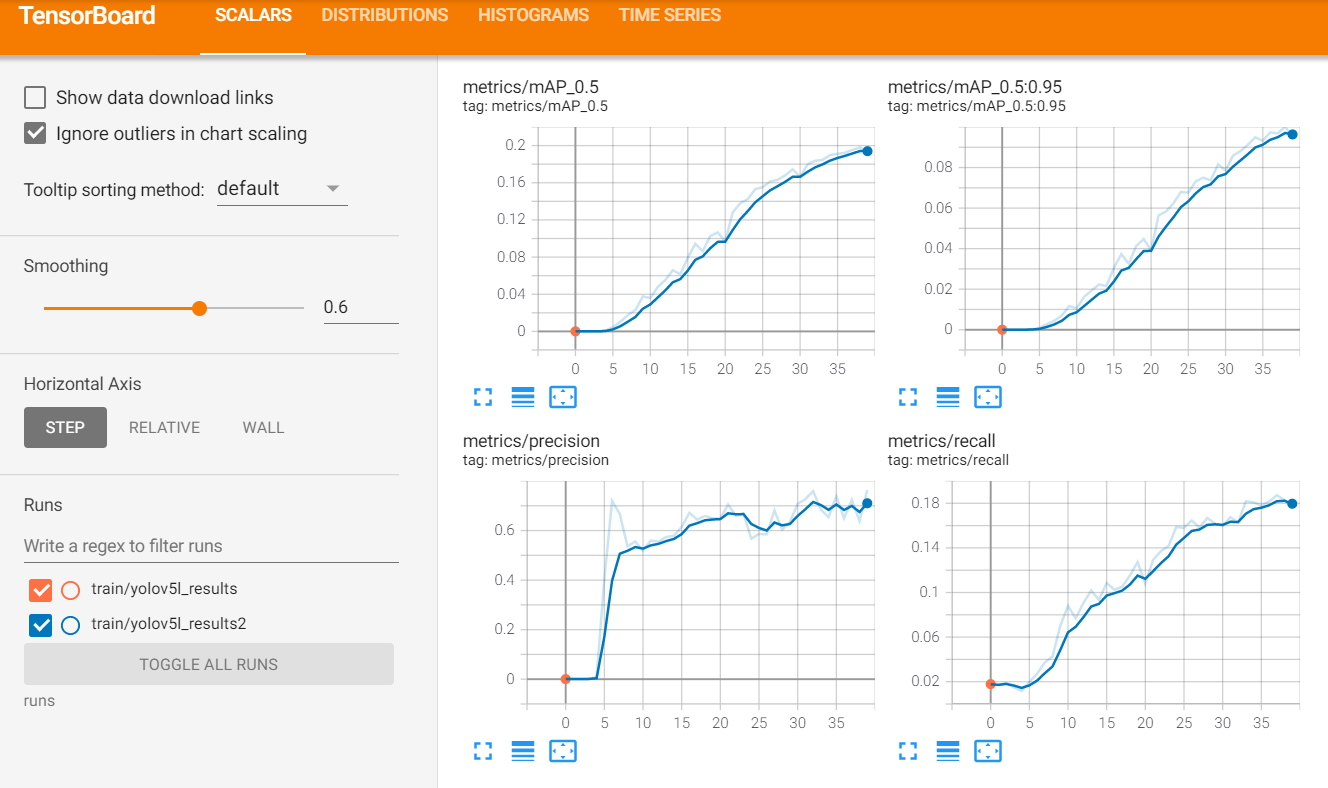 TensorBoard
SCALARS DISTRIBUTIONS HISTOGRAMS TIME SERIES
Show data download links
Ignore outliers in chart scaling
Tooltip sorting method: default
Smoothing
0.6
Horizontal Axis
STEP RELATIVE WALL
Runs
Write a regex to filter runs
train/yolov5l_results
train/yolov5l_results2
TOGGLE ALL RUNS
runs
metrics/mAP_0.5
tag: metrics/mAP_0.5
0.2
0.16
0.12
0.08
0.04
0
0 5 10 15 20 25 30 35
metrics/mAP_0.5:0.95
tag: metrics/mAP_0.5:0.95
0.08
0.06
0.04
0.02
0
0 5 10 15 20 25 30 35
metrics/precision
tag: metrics/precision
0.6
0.4
0.2
0
0 5 10 15 20 25 30 35
metrics/recall
tag: metrics/recall
0.18
0.14
0.1
0.06
0.02
0 5 10 15 20 25 30 35